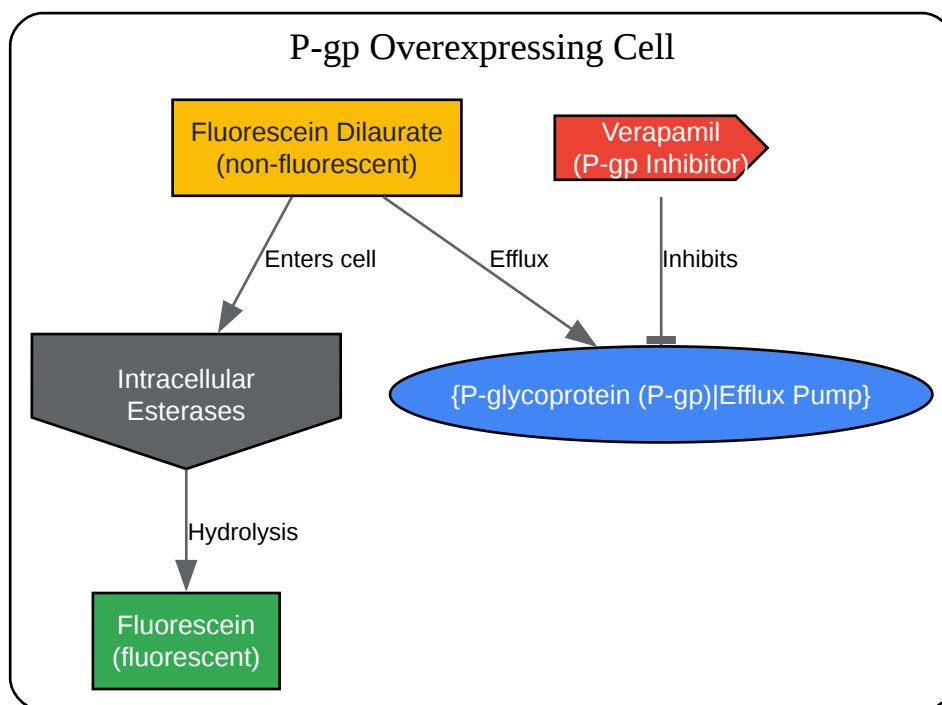 P-gp Overexpressing Cell
Fluorescein Dilaurate
(non-fluorescent)
Verapamil
(P-gp Inhibitor)
Enters cell
Efflux
Inhibits
Intracellular
Esterases
{P-glycoprotein (P-gp)|Efflux Pump}
Hydrolysis
Fluorescein
(fluorescent)